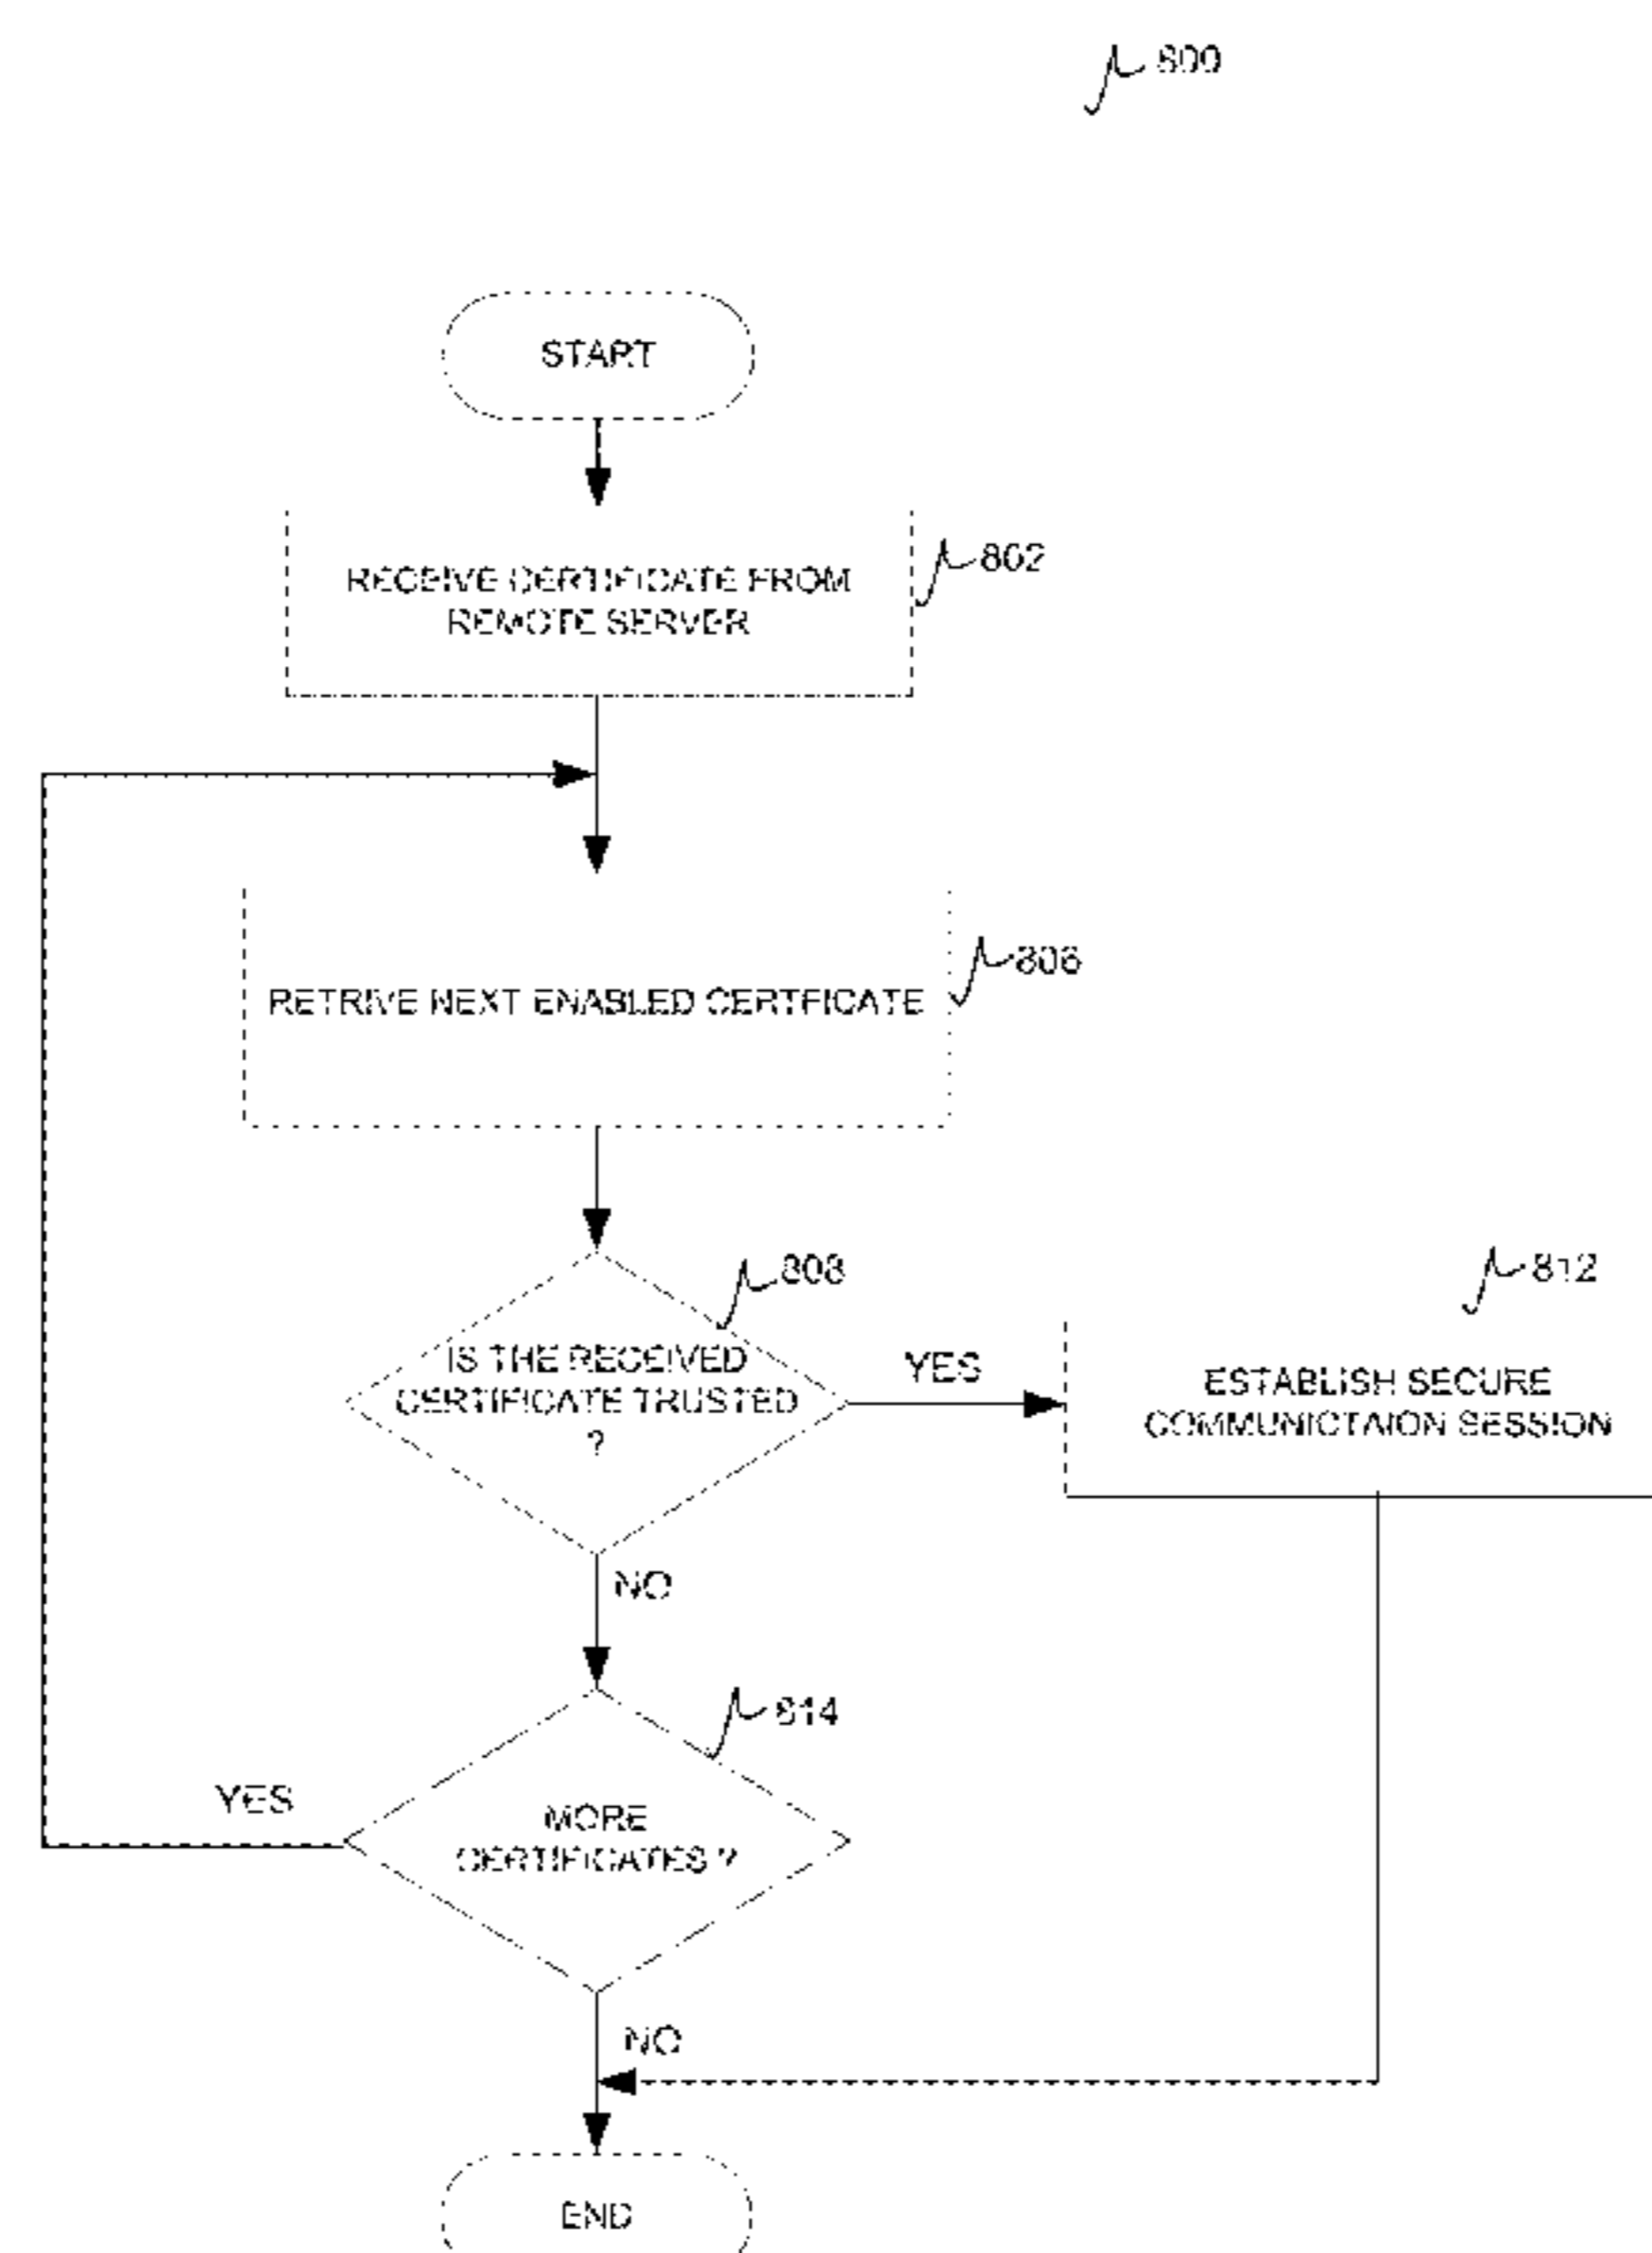 800
START
802
RECEIVE CERTIFICATE FROM
REMOTE SERVER
806
RETRIVE NEXT ENABLED CERTFICATE
808
IS THE RECEIVED
CERTIFICATE TRUSTED
?
YES
812
ESTABLISH SECURE
COMMUNICTAION SESSION
NO
814
YES
MORE
CERTIFICATES ?
NO
END